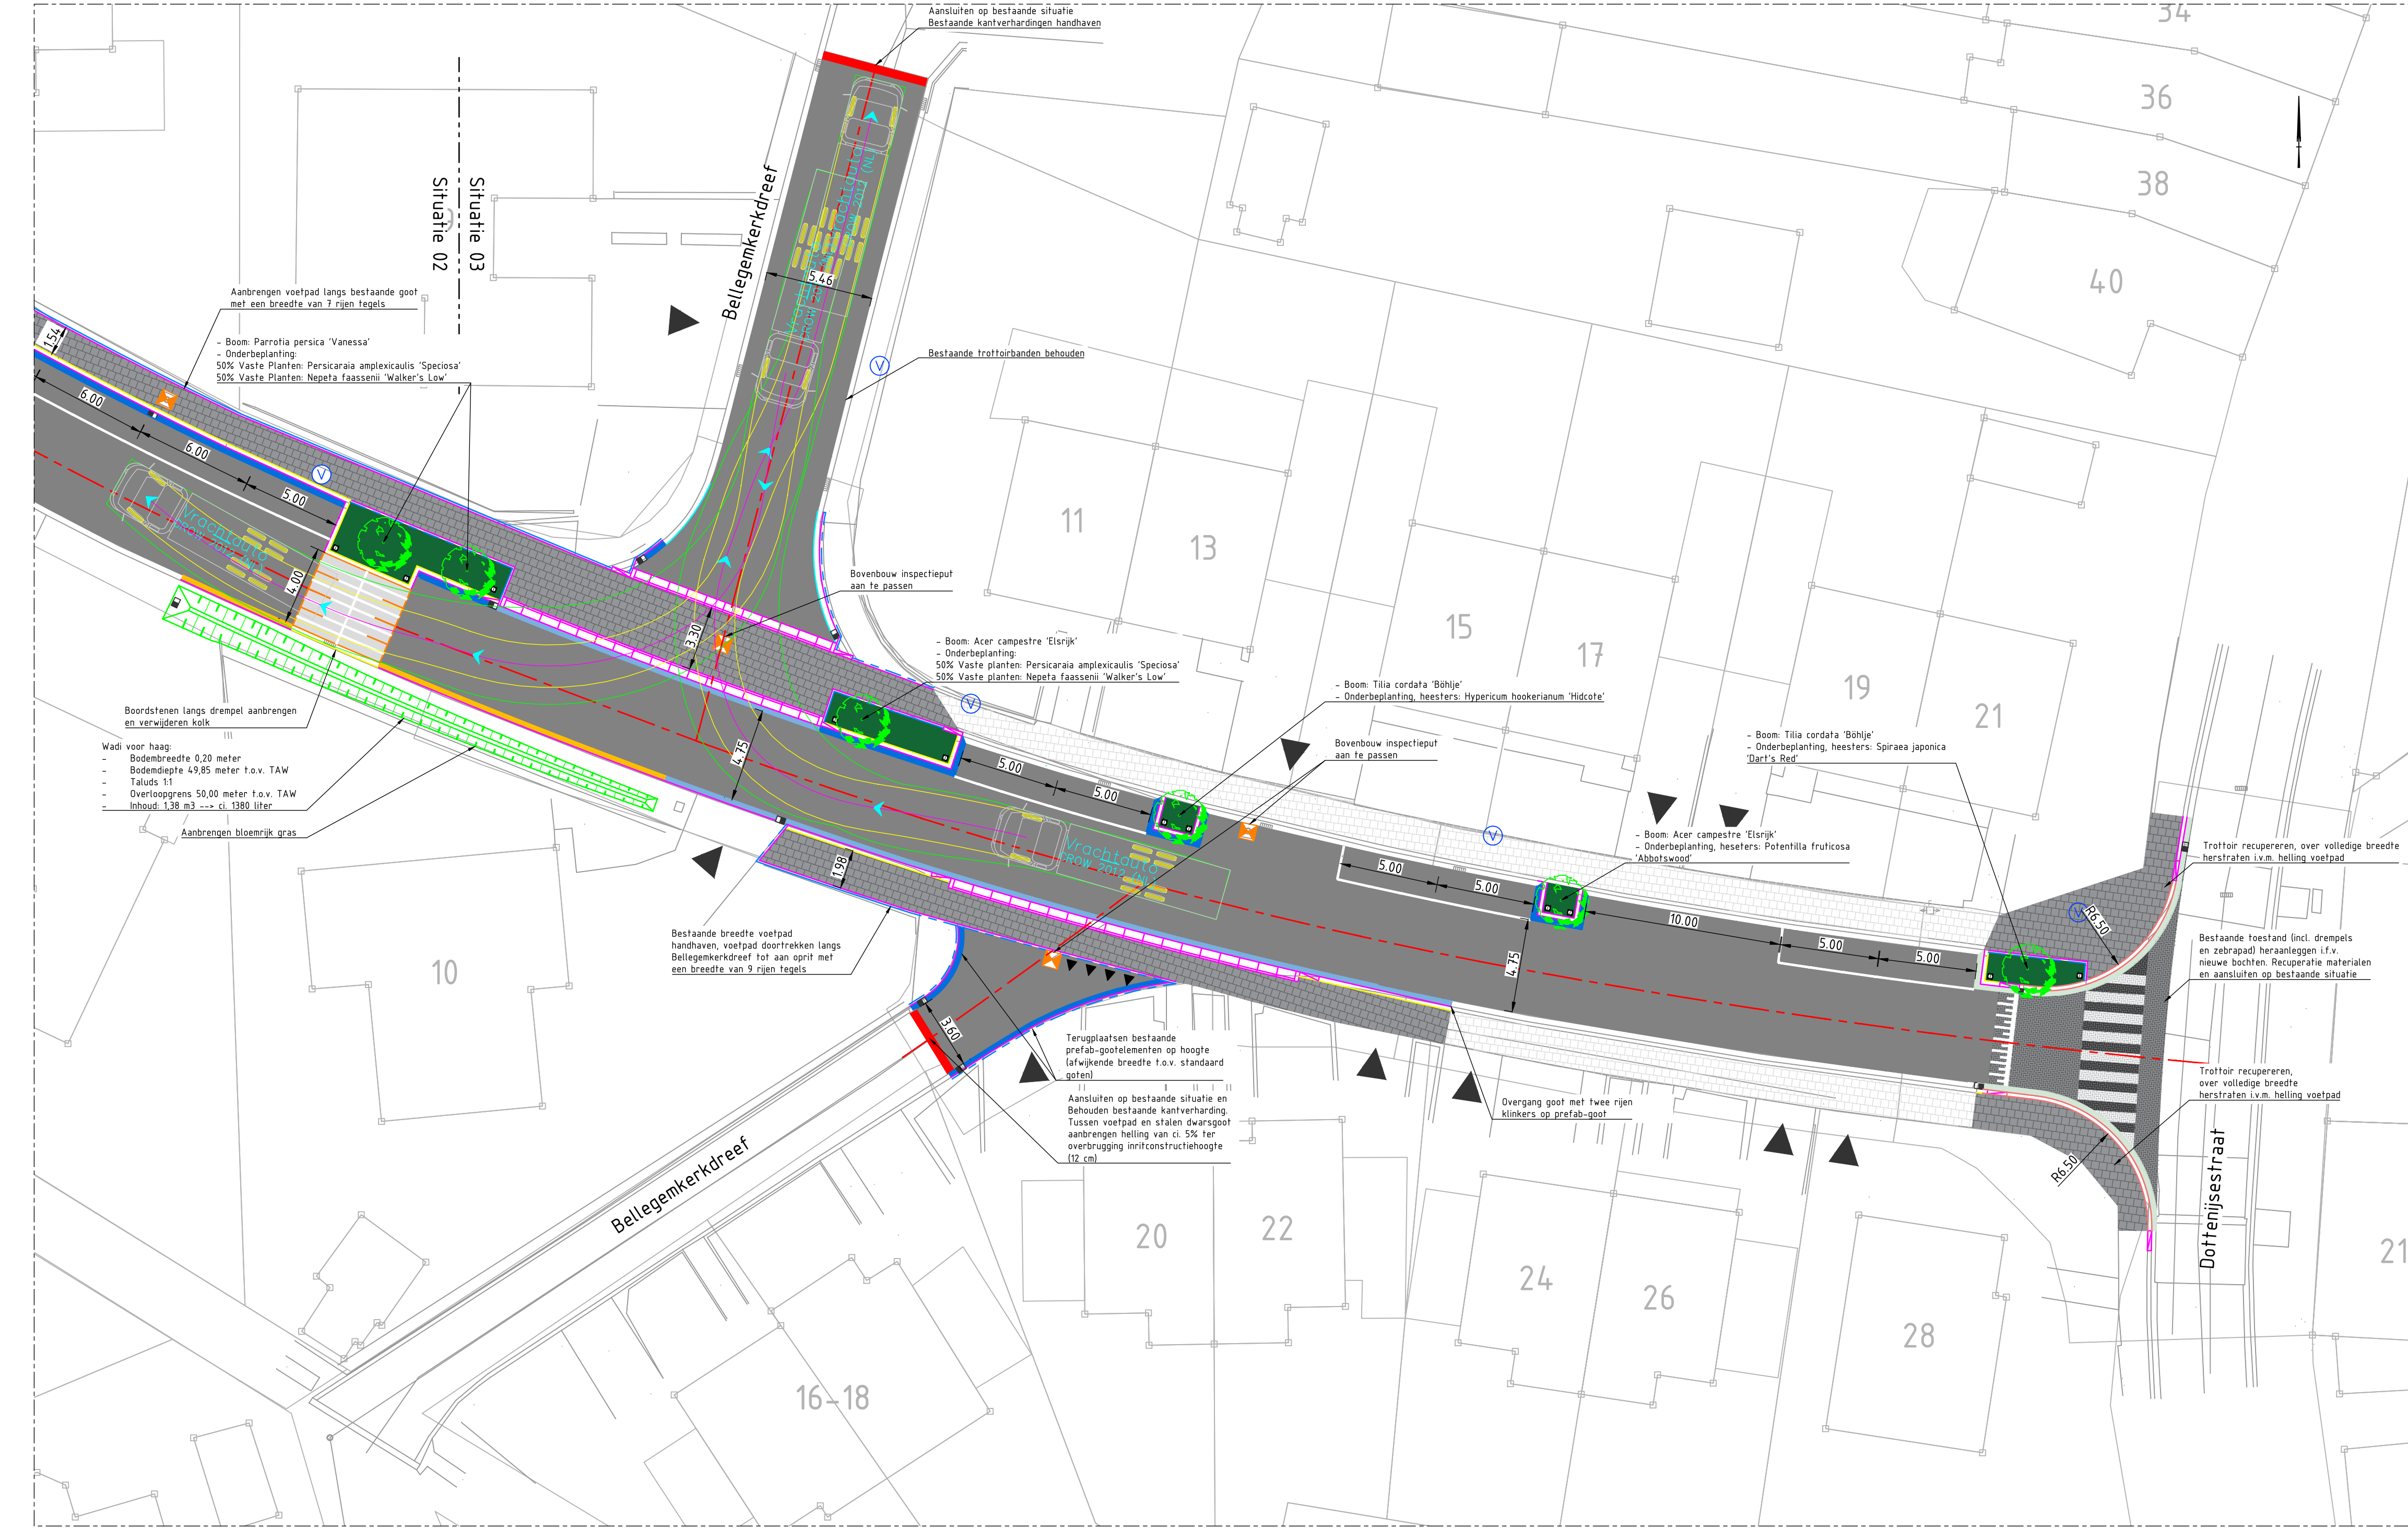 Aansluiten op bestaande situatie
Bestaande kantverhardingen handhaven
34
36
38
40
Situatie 02
Situatie 03
Bellegemkerkdreef
Vrachtauto
CROW 2012 (NL)
Vrachtauto
5.46
Aanbrengen voetpad langs bestaande goot
met een breedte van 7 rijen tegels
- Boom: Parrotia persica 'Vanessa'
- Onderbeplanting:
50% Vaste Planten: Persicaraia amplexicaulis 'Speciosa'
50% Vaste Planten: Nepeta faassenii 'Walker's Low'
Bestaande trottoirbanden behouden
V
1.54
6.00
6.00
5.00
V
Vrachtauto
CROW 2012 (NL)
4.00
11
13
15
17
19
21
Bovenbouw inspectieput
aan te passen
3.30
- Boom: Acer campestre 'Elsrijk'
- Onderbeplanting:
50% Vaste planten: Persicaraia amplexicaulis 'Speciosa'
50% Vaste planten: Nepeta faassenii 'Walker's Low'
V
- Boom: Tilia cordata 'Böhlje'
- Onderbeplanting, heesters: Hypericum hookerianum 'Hidcote'
Bovenbouw inspectieput
aan te passen
- Boom: Tilia cordata 'Böhlje'
- Onderbeplanting, heesters: Spiraea japonica
'Dart's Red'
Boordstenen langs drempel aanbrengen
en verwijderen kolk
Wadi voor haag:
- Bodembreedte 0,20 meter
- Bodemdiepte 49,85 meter t.o.v. TAW
- Taluds 1:1
- Overloopgrens 50,00 meter t.o.v. TAW
- Inhoud: 1,38 m3 --> ci. 1380 liter
Aanbrengen bloemrijk gras
4.75
5.00
5.00
V
- Boom: Acer campestre 'Elsrijk'
- Onderbeplanting, heseters: Potentilla fruticosa
'Abbotswood'
Vrachtauto
CROW 2012 (NL)
1.98
5.00
5.00
10.00
5.00
5.00
4.75
V
R6.50
Trottoir recupereren, over volledige breedte
herstraten i.v.m. helling voetpad
Bestaande toestand (incl. drempels
en zebrapad) heraanleggen i.f.v.
nieuwe bochten. Recuperatie materialen
en aansluiten op bestaande situatie
Bestaande breedte voetpad
handhaven, voetpad doortrekken langs
Bellegemkerkdreef tot aan oprit met
een breedte van 9 rijen tegels
10
3.60
Terugplaatsen bestaande
prefab-gootelementen op hoogte
(afwijkende breedte t.o.v. standaard
goten)
Aansluiten op bestaande situatie en
Behouden bestaande kantverharding.
Tussen voetpad en stalen dwarsgoot
aanbrengen helling van ci. 5% ter
overbrugging inritconstructiehoogte
(12 cm)
Overgang goot met twee rijen
klinkers op prefab-goot
Trottoir recupereren,
over volledige breedte
herstraten i.v.m. helling voetpad
R6.50
Dottenijsestraat
Bellegemkerkdreef
16-18
20
22
24
26
28
21